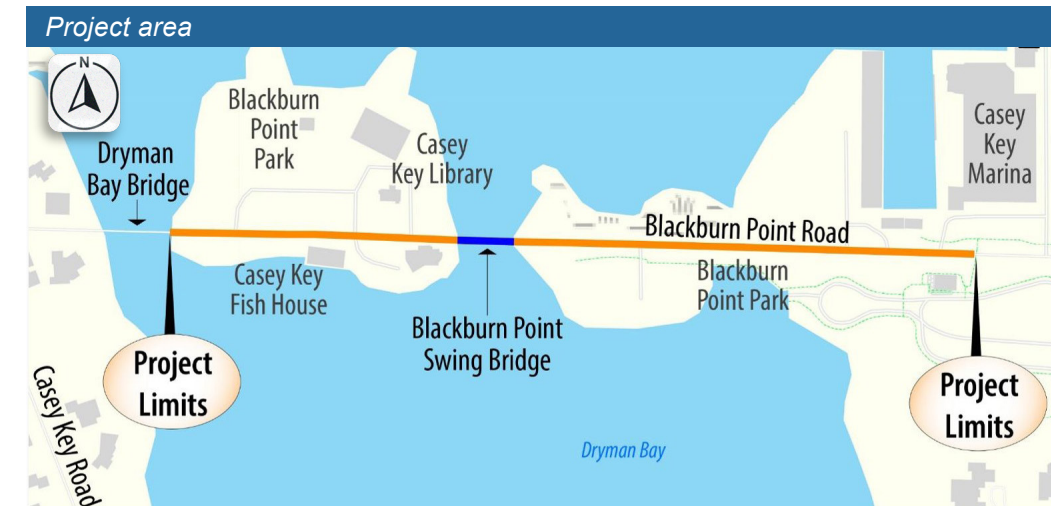 Project area
N
Blackburn
Point
Park
Casey
Key Library
Casey
Key
Marina
Dryman
Bay Bridge
Blackburn Point Road
Casey Key
Fish House
Blackburn
Point Park
Blackburn Point
Swing Bridge
Project
Limits
Project
Limits
Casey Key Road
Dryman Bay